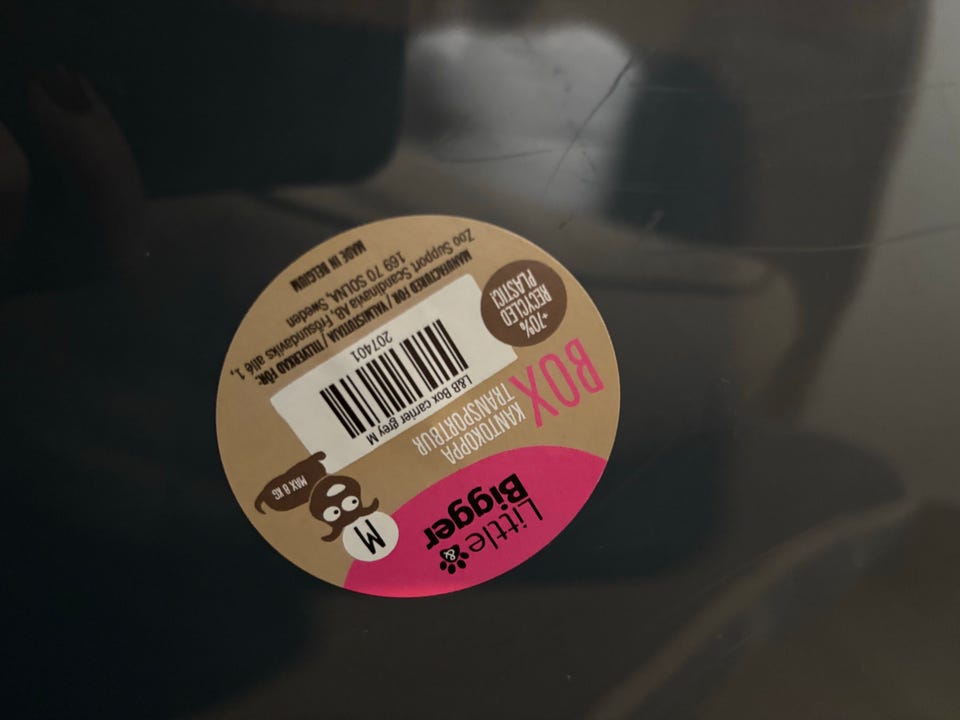 Little
& Bigger
M
MAX 8 KG
KANTOKOPPA
TRANSPORTBUR
BOX
+70%
RECYCLED
PLASTIC!
L&B Box carrier grey M
207401
MANUFACTURED FOR / VALMISTUTTAJA / TILLVERKAD FÖR:
Zoo Support Scandinavia AB, Frösundaviks allé 1,
169 70 SOLNA, Sweden
MADE IN BELGIUM